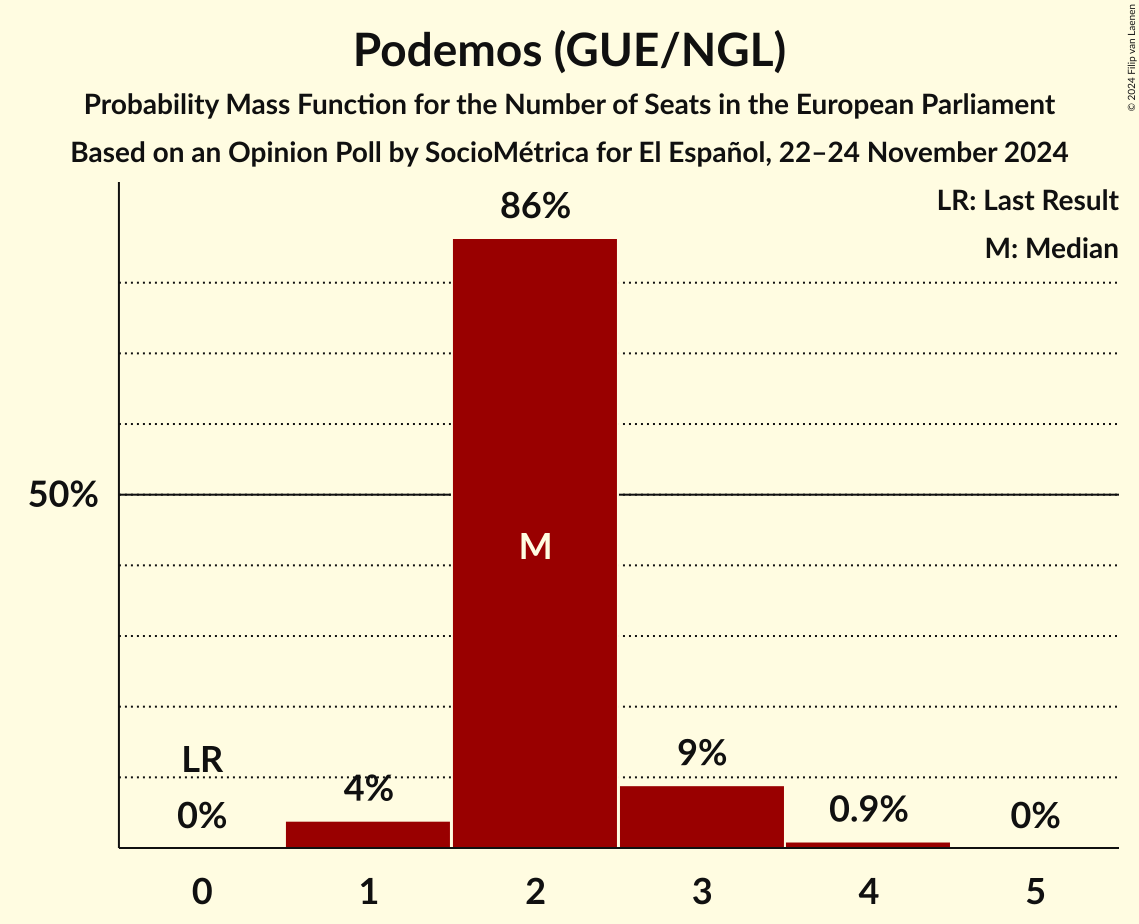 Podemos (GUE/NGL)
Probability Mass Function for the Number of Seats in the European Parliament
Based on an Opinion Poll by SocioMétrica for El Español, 22–24 November 2024
© 2024 Filip van Laenen
LR: Last Result
M: Median
86%
50%
M
LR
0%
4%
9%
0.9%
0%
0 1 2 3 4 5